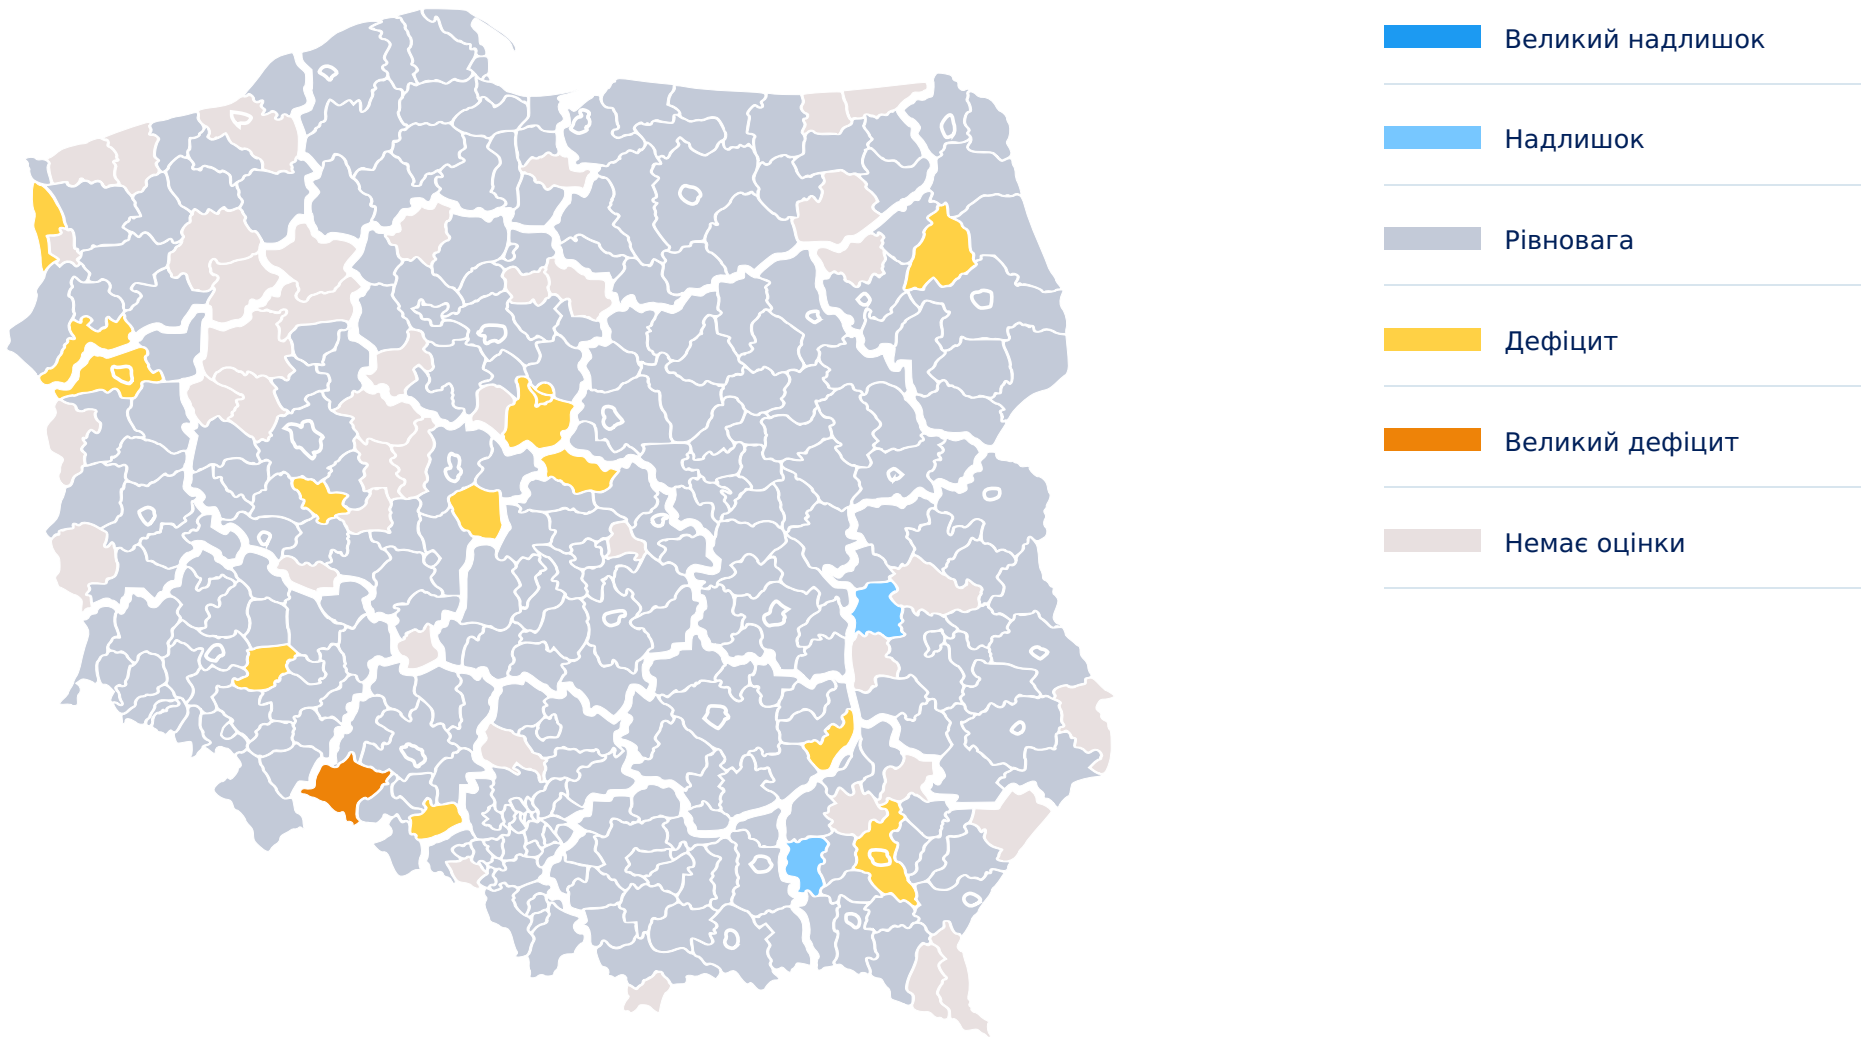 Великий надлишок
Надлишок
Рівновага
Дефіцит
Великий дефіцит
Немає оцінки